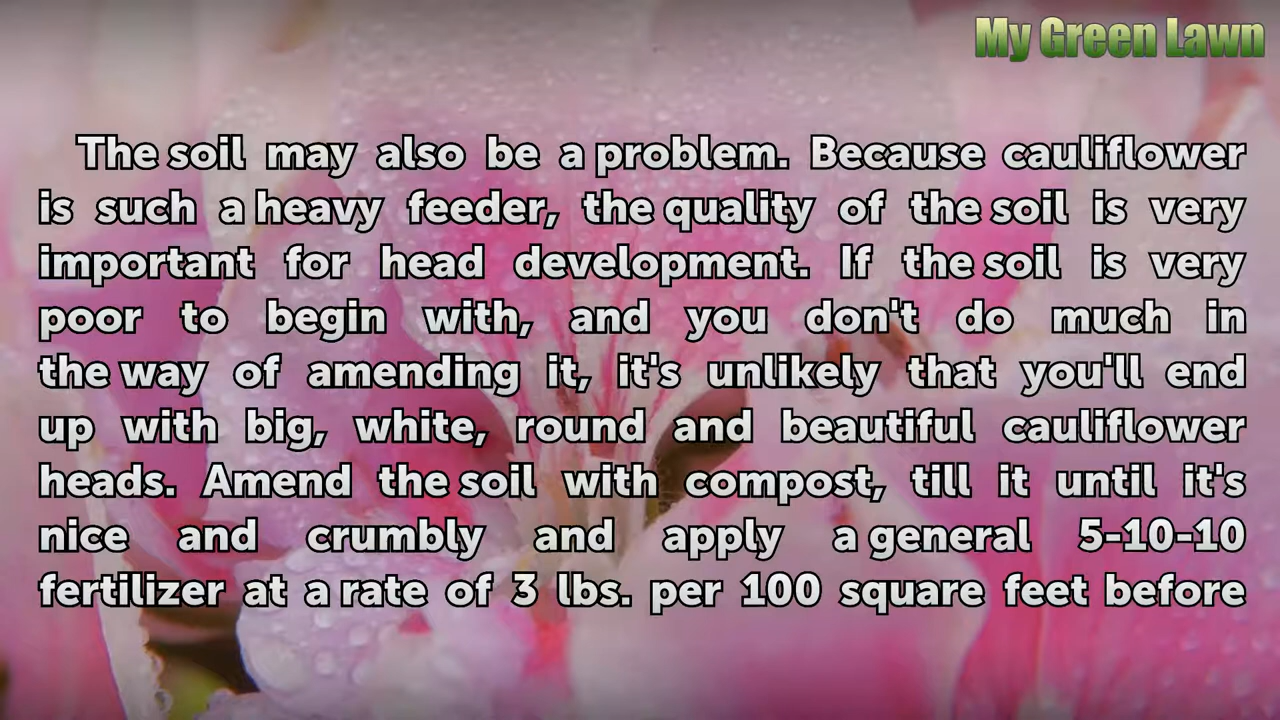 My Green Lawn
The soil may also be a problem. Because cauliflower
is such a heavy feeder, the quality of the soil is very
important for head development. If the soil is very
poor to begin with, and you don't do much in
the way of amending it, it's unlikely that you'll end
up with big, white, round and beautiful cauliflower
heads. Amend the soil with compost, till it until it's
nice and crumbly and apply a general 5-10-10
fertilizer at a rate of 3 lbs. per 100 square feet before